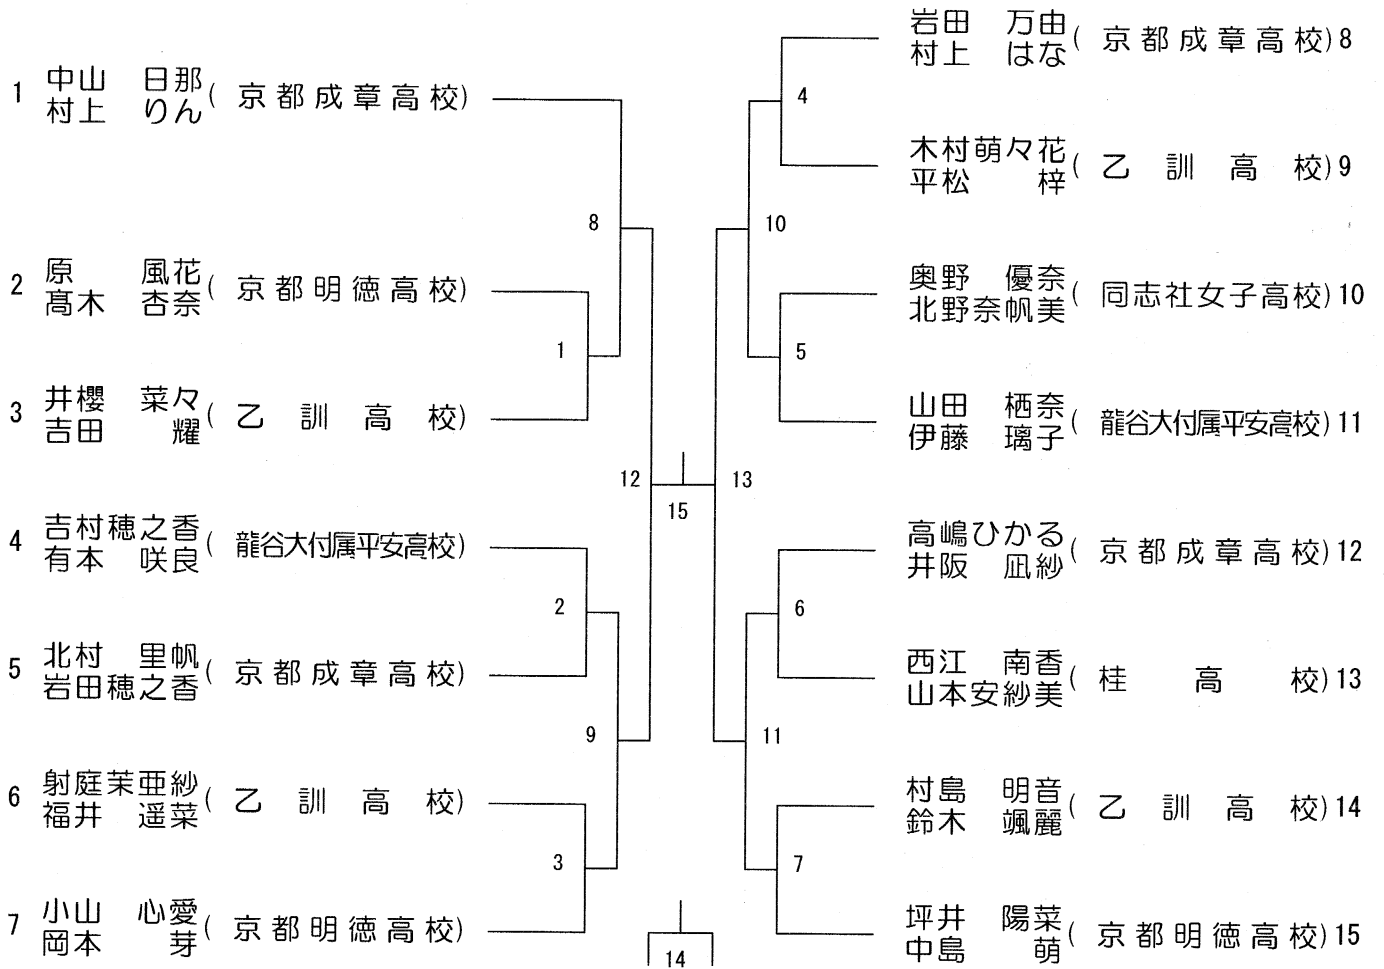 1 中山 日那
村上 りん ( 京都成章高校)
2 原 風花
髙木 杏奈 ( 京都明徳高校)
3 井櫻 菜々
吉田 耀 ( 乙訓高校)
4 吉村穂之香
有本 咲良 ( 龍谷大付属平安高校)
5 北村 里帆
岩田穂之香 ( 京都成章高校)
6 射庭茉亜紗
福井 遥菜 ( 乙訓高校)
7 小山 心愛
岡本 芽 ( 京都明徳高校)
8
1
12
2
9
3
15
14
13
4
10
5
6
11
7
岩田 万由
村上 はな ( 京都成章高校) 8
木村萌々花
平松 梓 ( 乙訓高校) 9
奥野 優奈
北野奈帆美 ( 同志社女子高校) 10
山田 栖奈
伊藤 璃子 ( 龍谷大付属平安高校) 11
高嶋ひかる
井阪 凪紗 ( 京都成章高校) 12
西江 南香
山本安紗美 ( 桂高校) 13
村島 明音
鈴木 颯麗 ( 乙訓高校) 14
坪井 陽菜
中島 萌 ( 京都明徳高校) 15